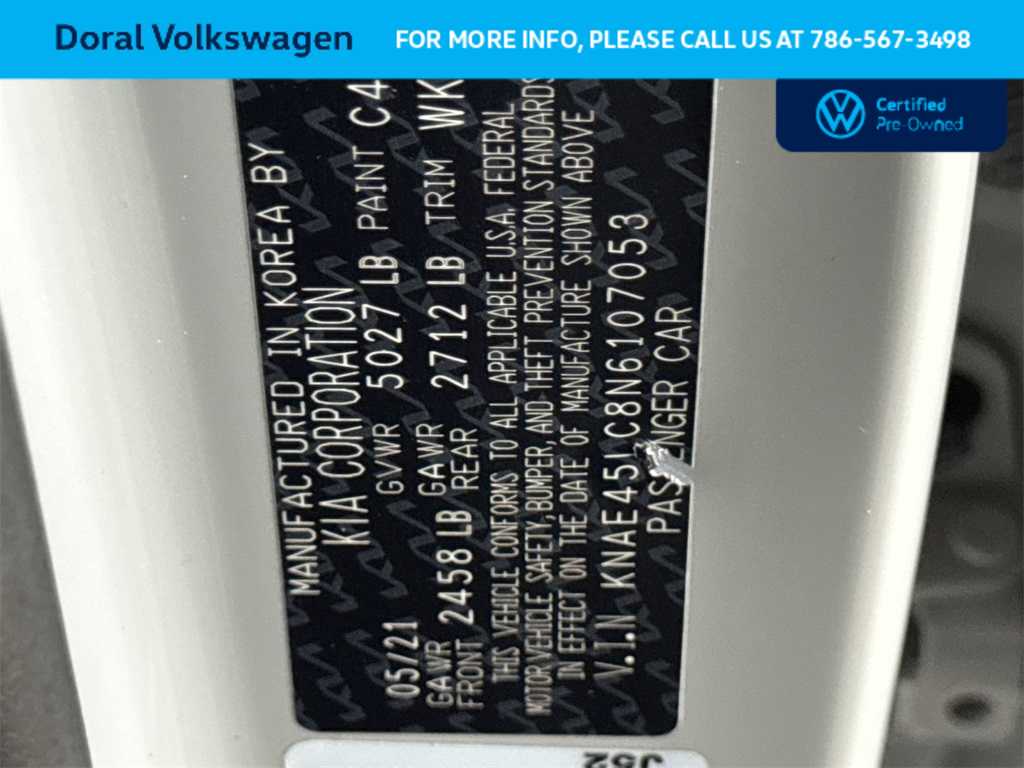 Doral Volkswagen
FOR MORE INFO, PLEASE CALL US AT 786-567-3498
Certified
Pre-Owned
MANUFACTURED IN KOREA BY
KIA CORPORATION
05/21 GVWR 5027 LB PAINT C4
GAWR GAWR
FRONT 2458 LB REAR 2712 LB TRIM WK
THIS VEHICLE CONFORMS TO ALL APPLICABLE U.S.A. FEDERAL
MOTOR VEHICLE SAFETY, BUMPER, AND THEFT PREVENTION STANDARDS
IN EFFECT ON THE DATE OF MANUFACTURE SHOWN ABOVE
V.I.N KNAE45LC8N6107053
PASSENGER CAR
J52